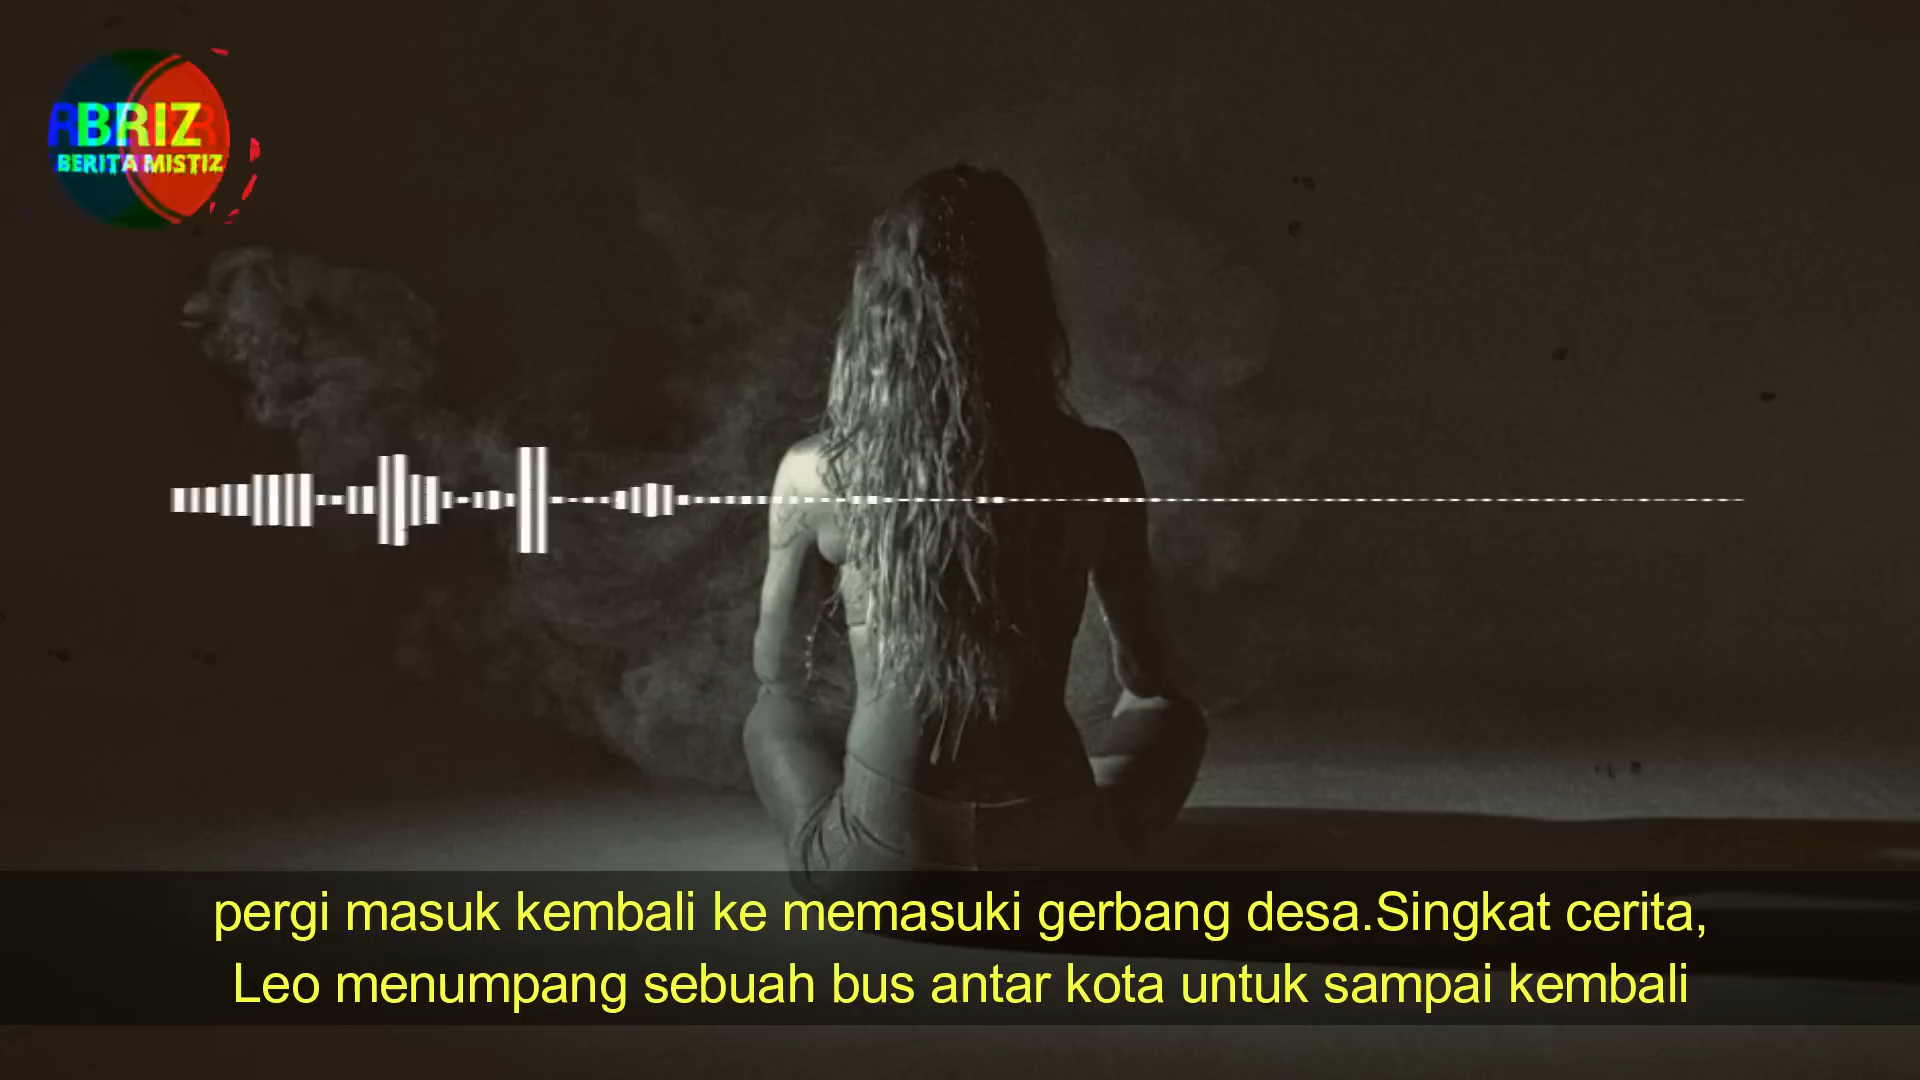 BRIZ
BERITA MISTIZ
pergi masuk kembali ke memasuki gerbang desa.Singkat cerita,
Leo menumpang sebuah bus antar kota untuk sampai kembali